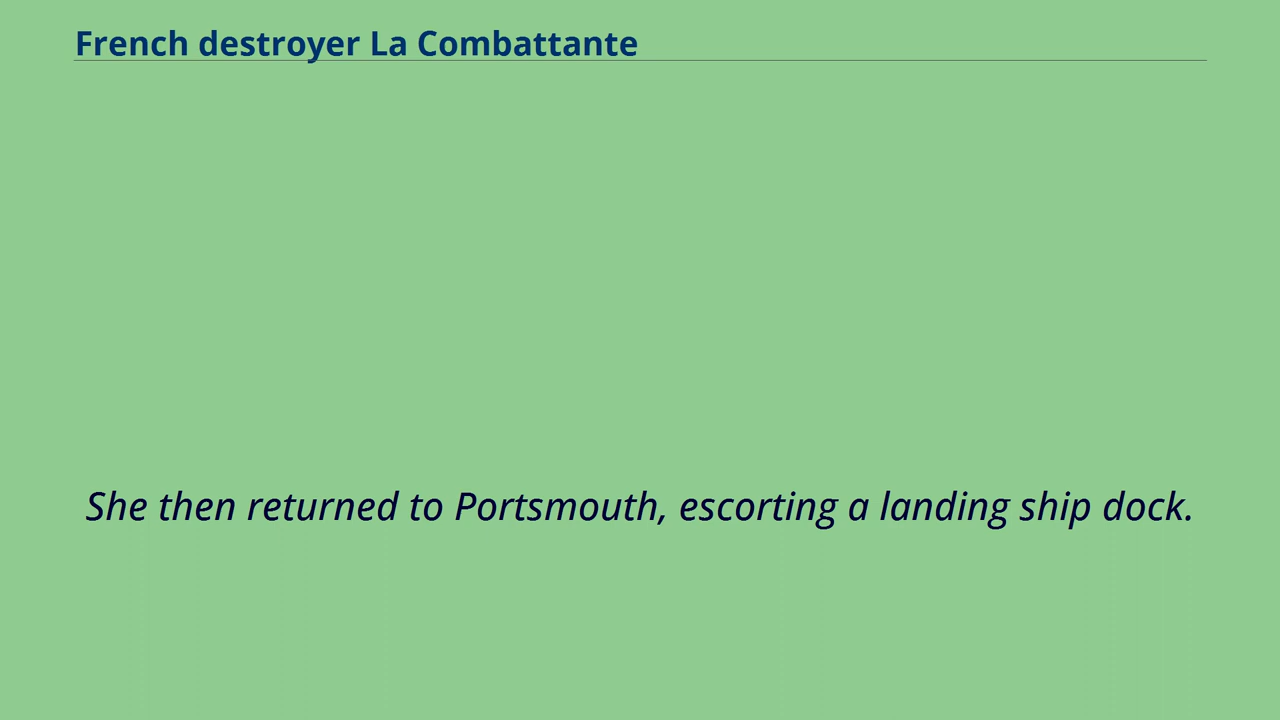 French destroyer La Combattante
She then returned to Portsmouth, escorting a landing ship dock.